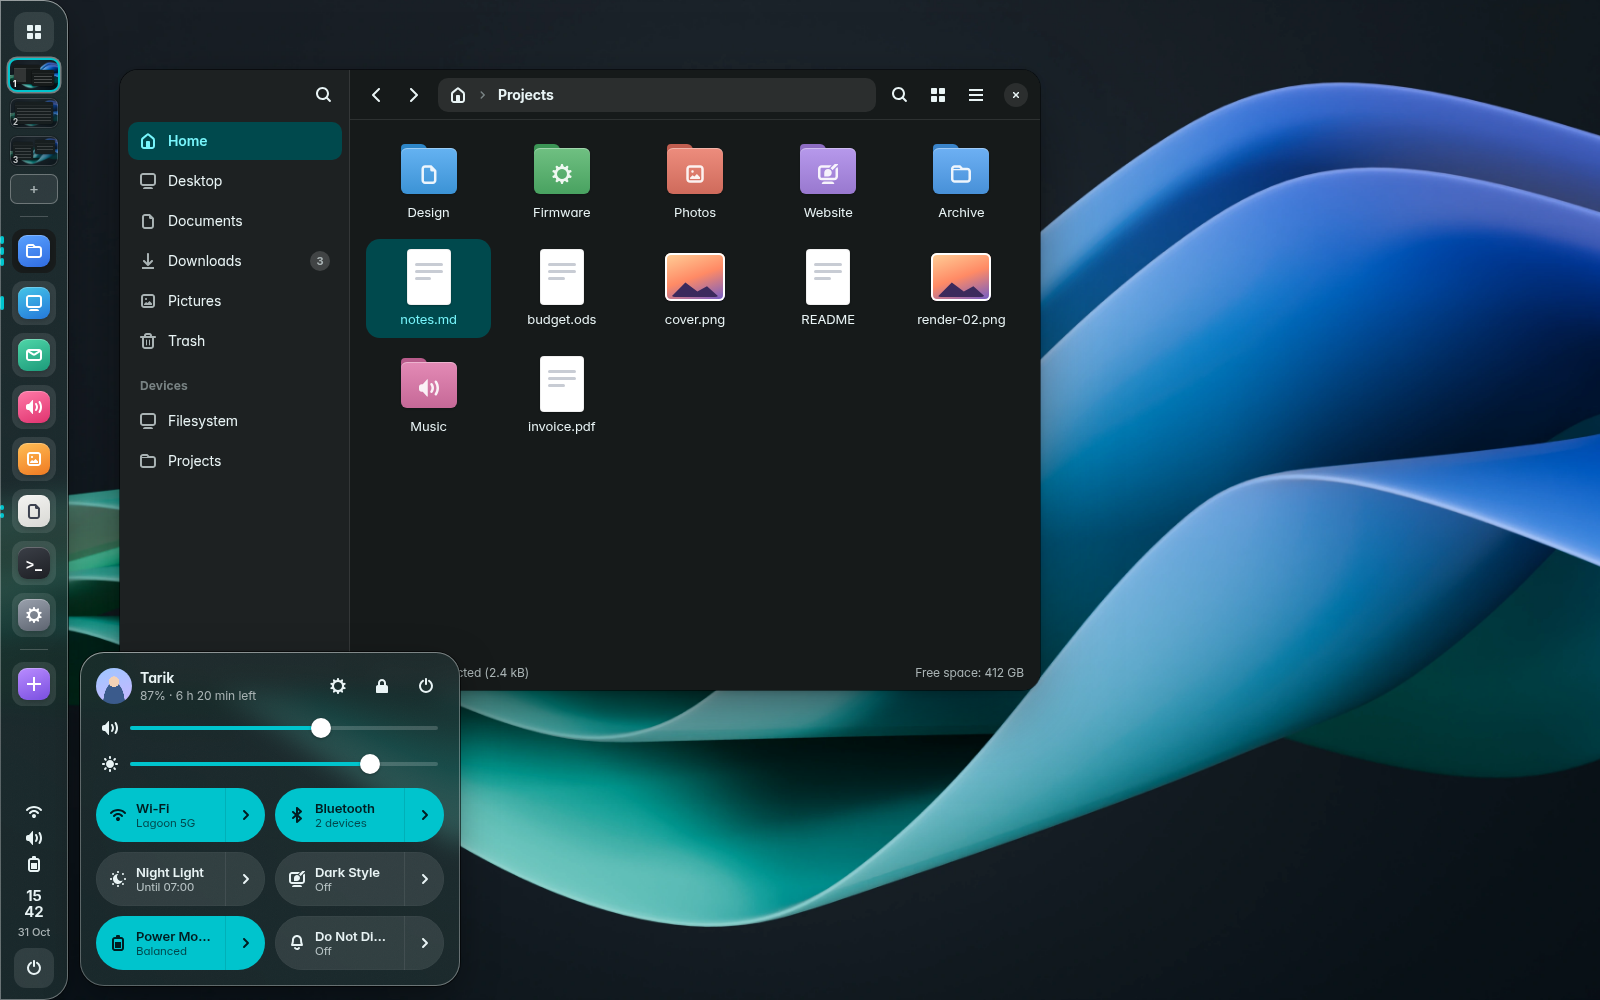 1
2
3
+
>_
15
42
31 Oct
Home
Desktop
Documents
Downloads 3
Pictures
Trash
Devices
Filesystem
Projects
Projects
Design Firmware Photos Website Archive
notes.md budget.ods cover.png README render-02.png
Music invoice.pdf
(2.4 kB)
Free space: 412 GB
Tarik
87% · 6 h 20 min left
Wi-Fi
Lagoon 5G
Bluetooth
2 devices
Night Light
Until 07:00
Dark Style
Off
Power Mo...
Balanced
Do Not Di...
Off